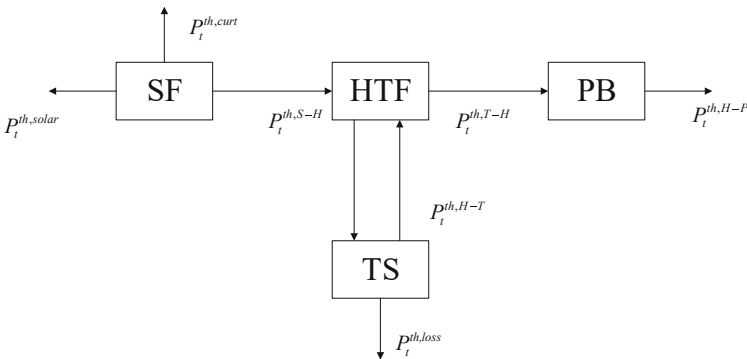 P_t^{th,curt}
SF
HTF
PB
P_t^{th,solar}
P_t^{th,S-H}
P_t^{th,T-H}
P_t^{th,H-P}
P_t^{th,H-T}
TS
P_t^{th,loss}